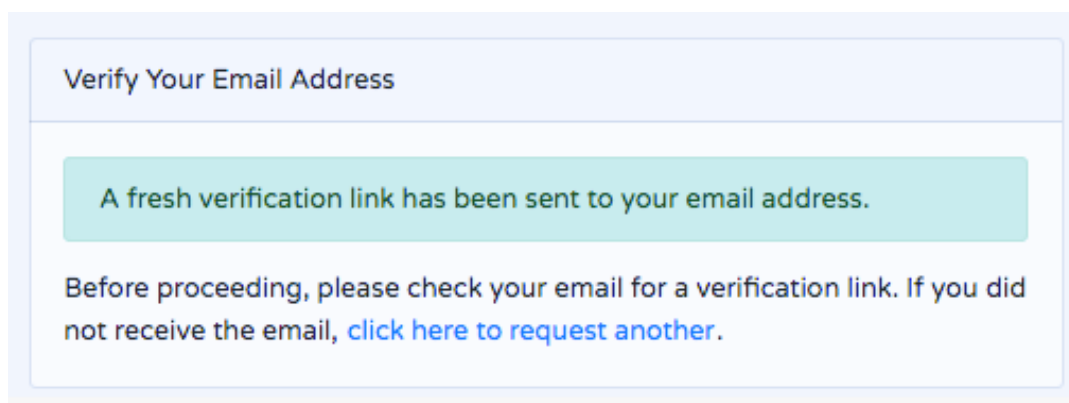 Verify Your Email Address
A fresh verification link has been sent to your email address.
Before proceeding, please check your email for a verification link. If you did
not receive the email, click here to request another.